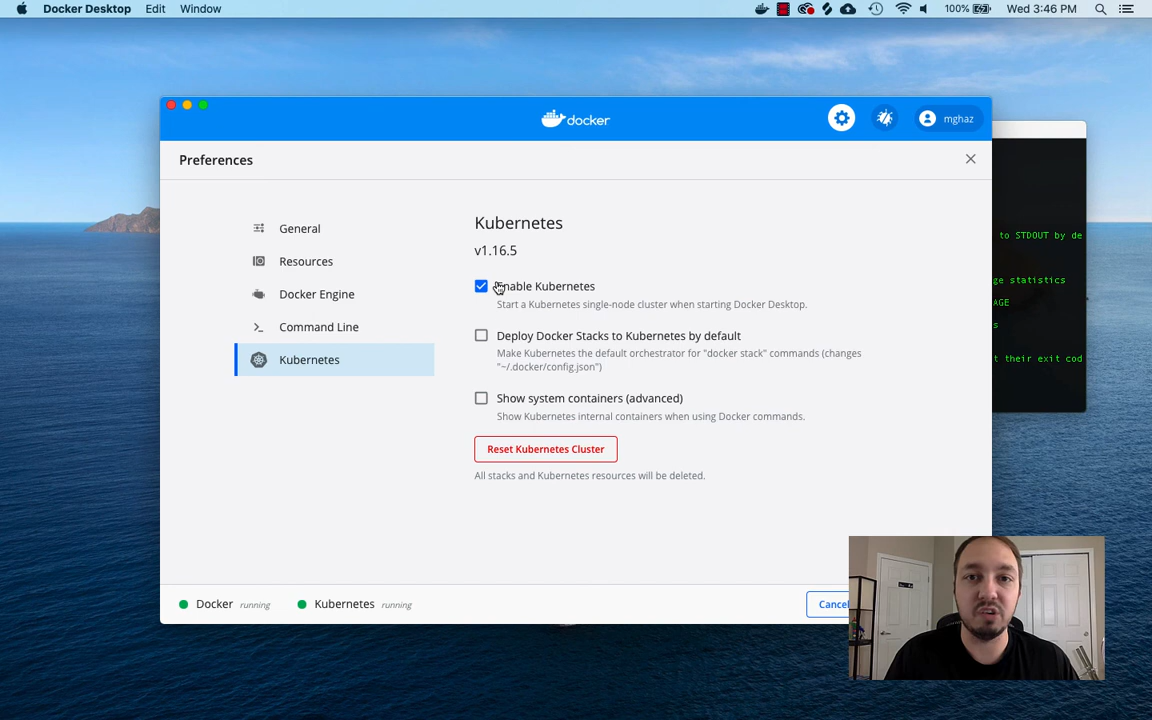 Docker Desktop Edit Window 100% Wed 3:46 PM
docker
mghaz
Preferences
General
Resources
Docker Engine
Command Line
Kubernetes
Kubernetes
v1.16.5
Enable Kubernetes
Start a Kubernetes single-node cluster when starting Docker Desktop.
Deploy Docker Stacks to Kubernetes by default
Make Kubernetes the default orchestrator for "docker stack" commands (changes
"~/.docker/config.json")
Show system containers (advanced)
Show Kubernetes internal containers when using Docker commands.
Reset Kubernetes Cluster
All stacks and Kubernetes resources will be deleted.
Docker running Kubernetes running
Cancel
to STDOUT by de
ge statistics
AGE
s
t their exit cod